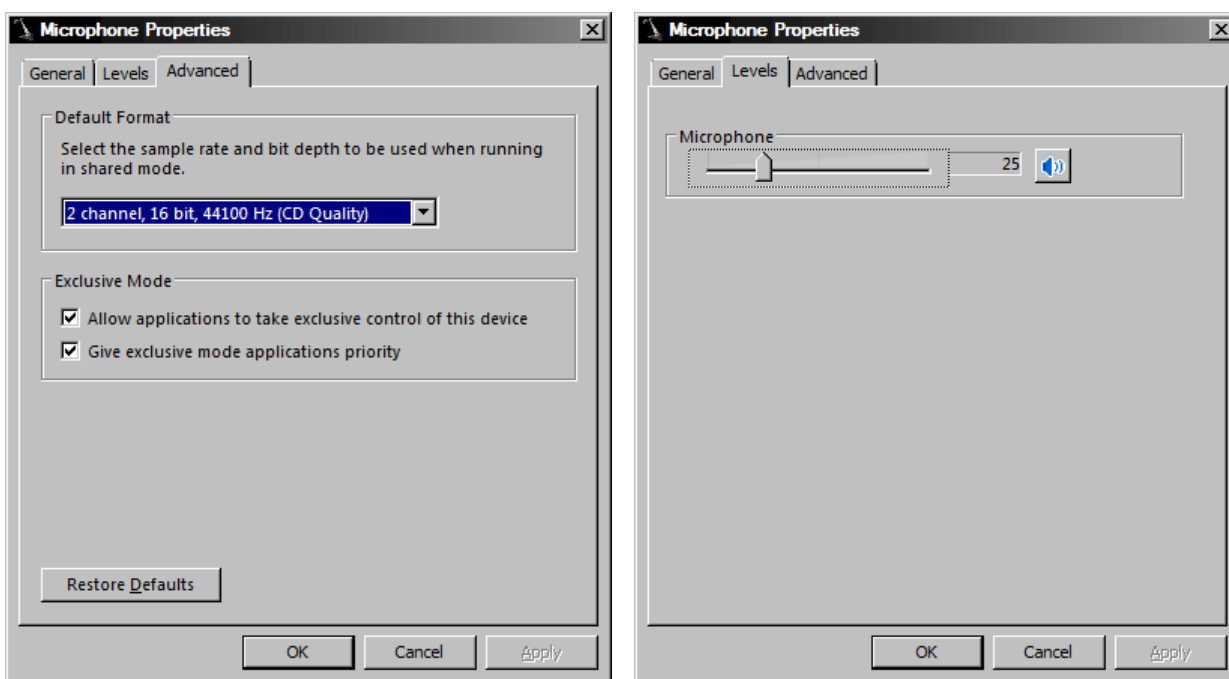 Microphone Properties
General Levels Advanced
Default Format
Select the sample rate and bit depth to be used when running
in shared mode.
2 channel, 16 bit, 44100 Hz (CD Quality)
Exclusive Mode
Allow applications to take exclusive control of this device
Give exclusive mode applications priority
Restore Defaults
OK Cancel Apply
Microphone Properties
General Levels Advanced
Microphone
25
OK Cancel Apply